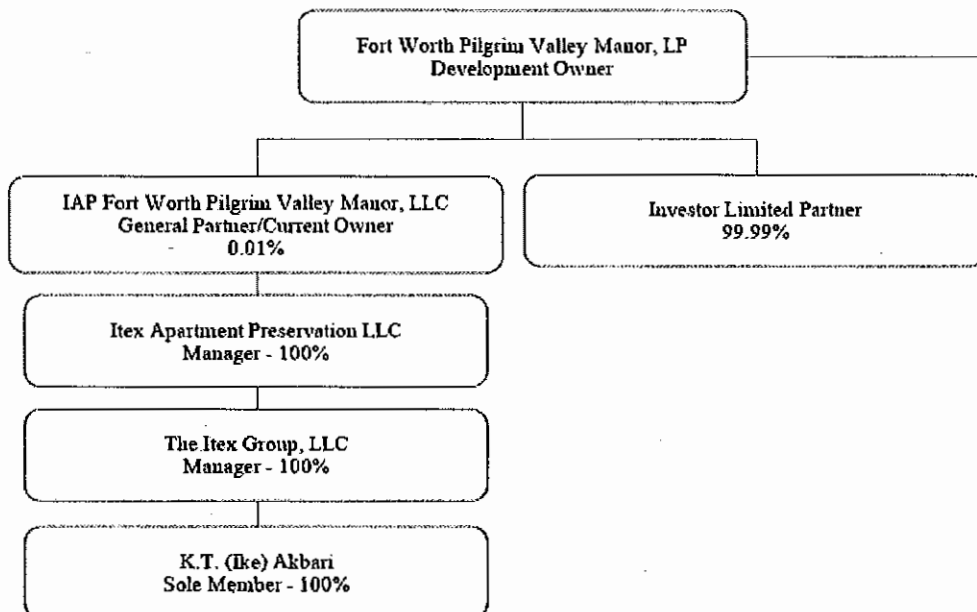 Fort Worth Pilgrim Valley Manor, LP
Development Owner
IAP Fort Worth Pilgrim Valley Manor, LLC
General Partner/Current Owner
0.01%
Investor Limited Partner
99.99%
Itex Apartment Preservation LLC
Manager - 100%
The Itex Group, LLC
Manager - 100%
K.T. (Ike) Akbari
Sole Member - 100%